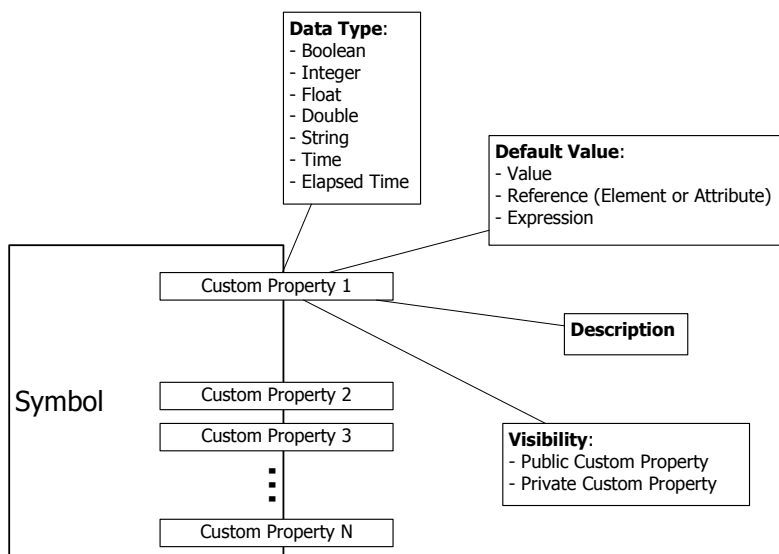 Data Type:
- Boolean
- Integer
- Float
- Double
- String
- Time
- Elapsed Time
Default Value:
- Value
- Reference (Element or Attribute)
- Expression
Custom Property 1
Description
Symbol
Custom Property 2
Custom Property 3
Visibility:
- Public Custom Property
- Private Custom Property
Custom Property N